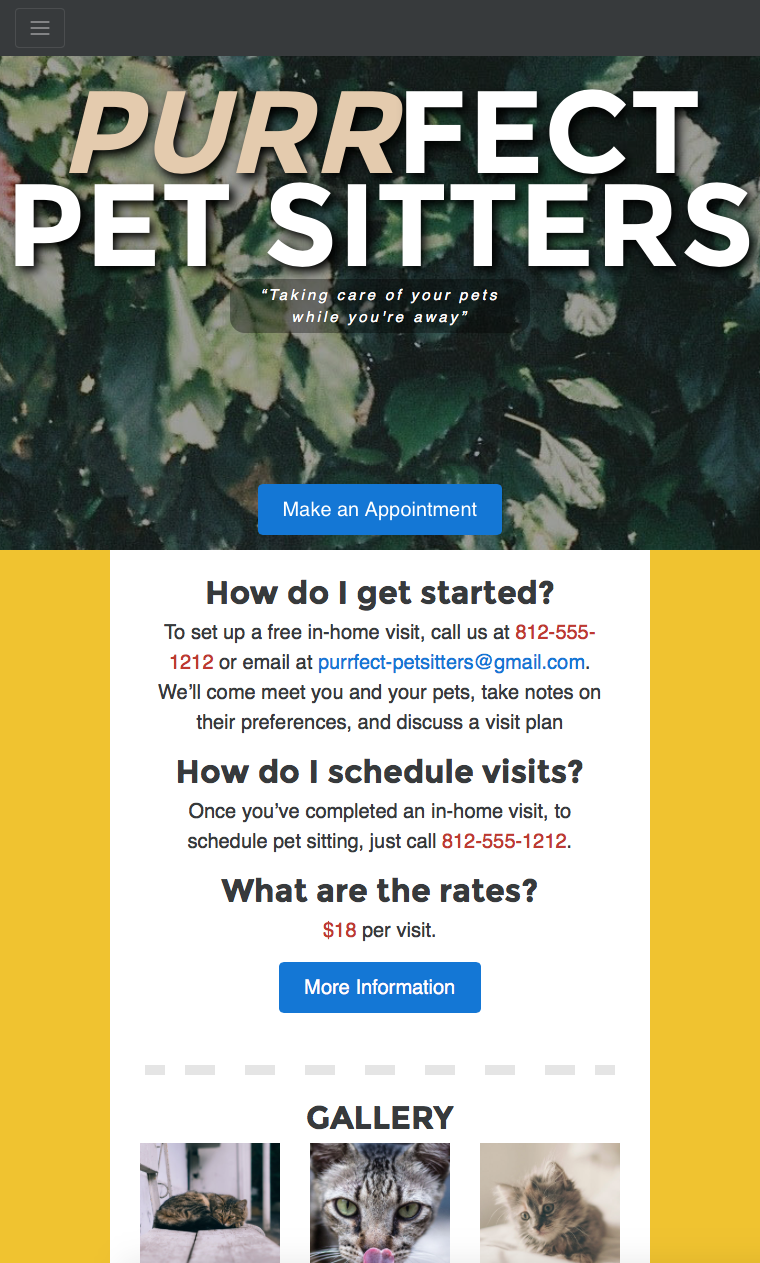 PURRFECT
PET SITTERS
“Taking care of your pets
while you're away”
Make an Appointment
How do I get started?
To set up a free in-home visit, call us at 812-555-
1212 or email at purrfect-petsitters@gmail.com.
We’ll come meet you and your pets, take notes on
their preferences, and discuss a visit plan
How do I schedule visits?
Once you’ve completed an in-home visit, to
schedule pet sitting, just call 812-555-1212.
What are the rates?
$18 per visit.
More Information
GALLERY